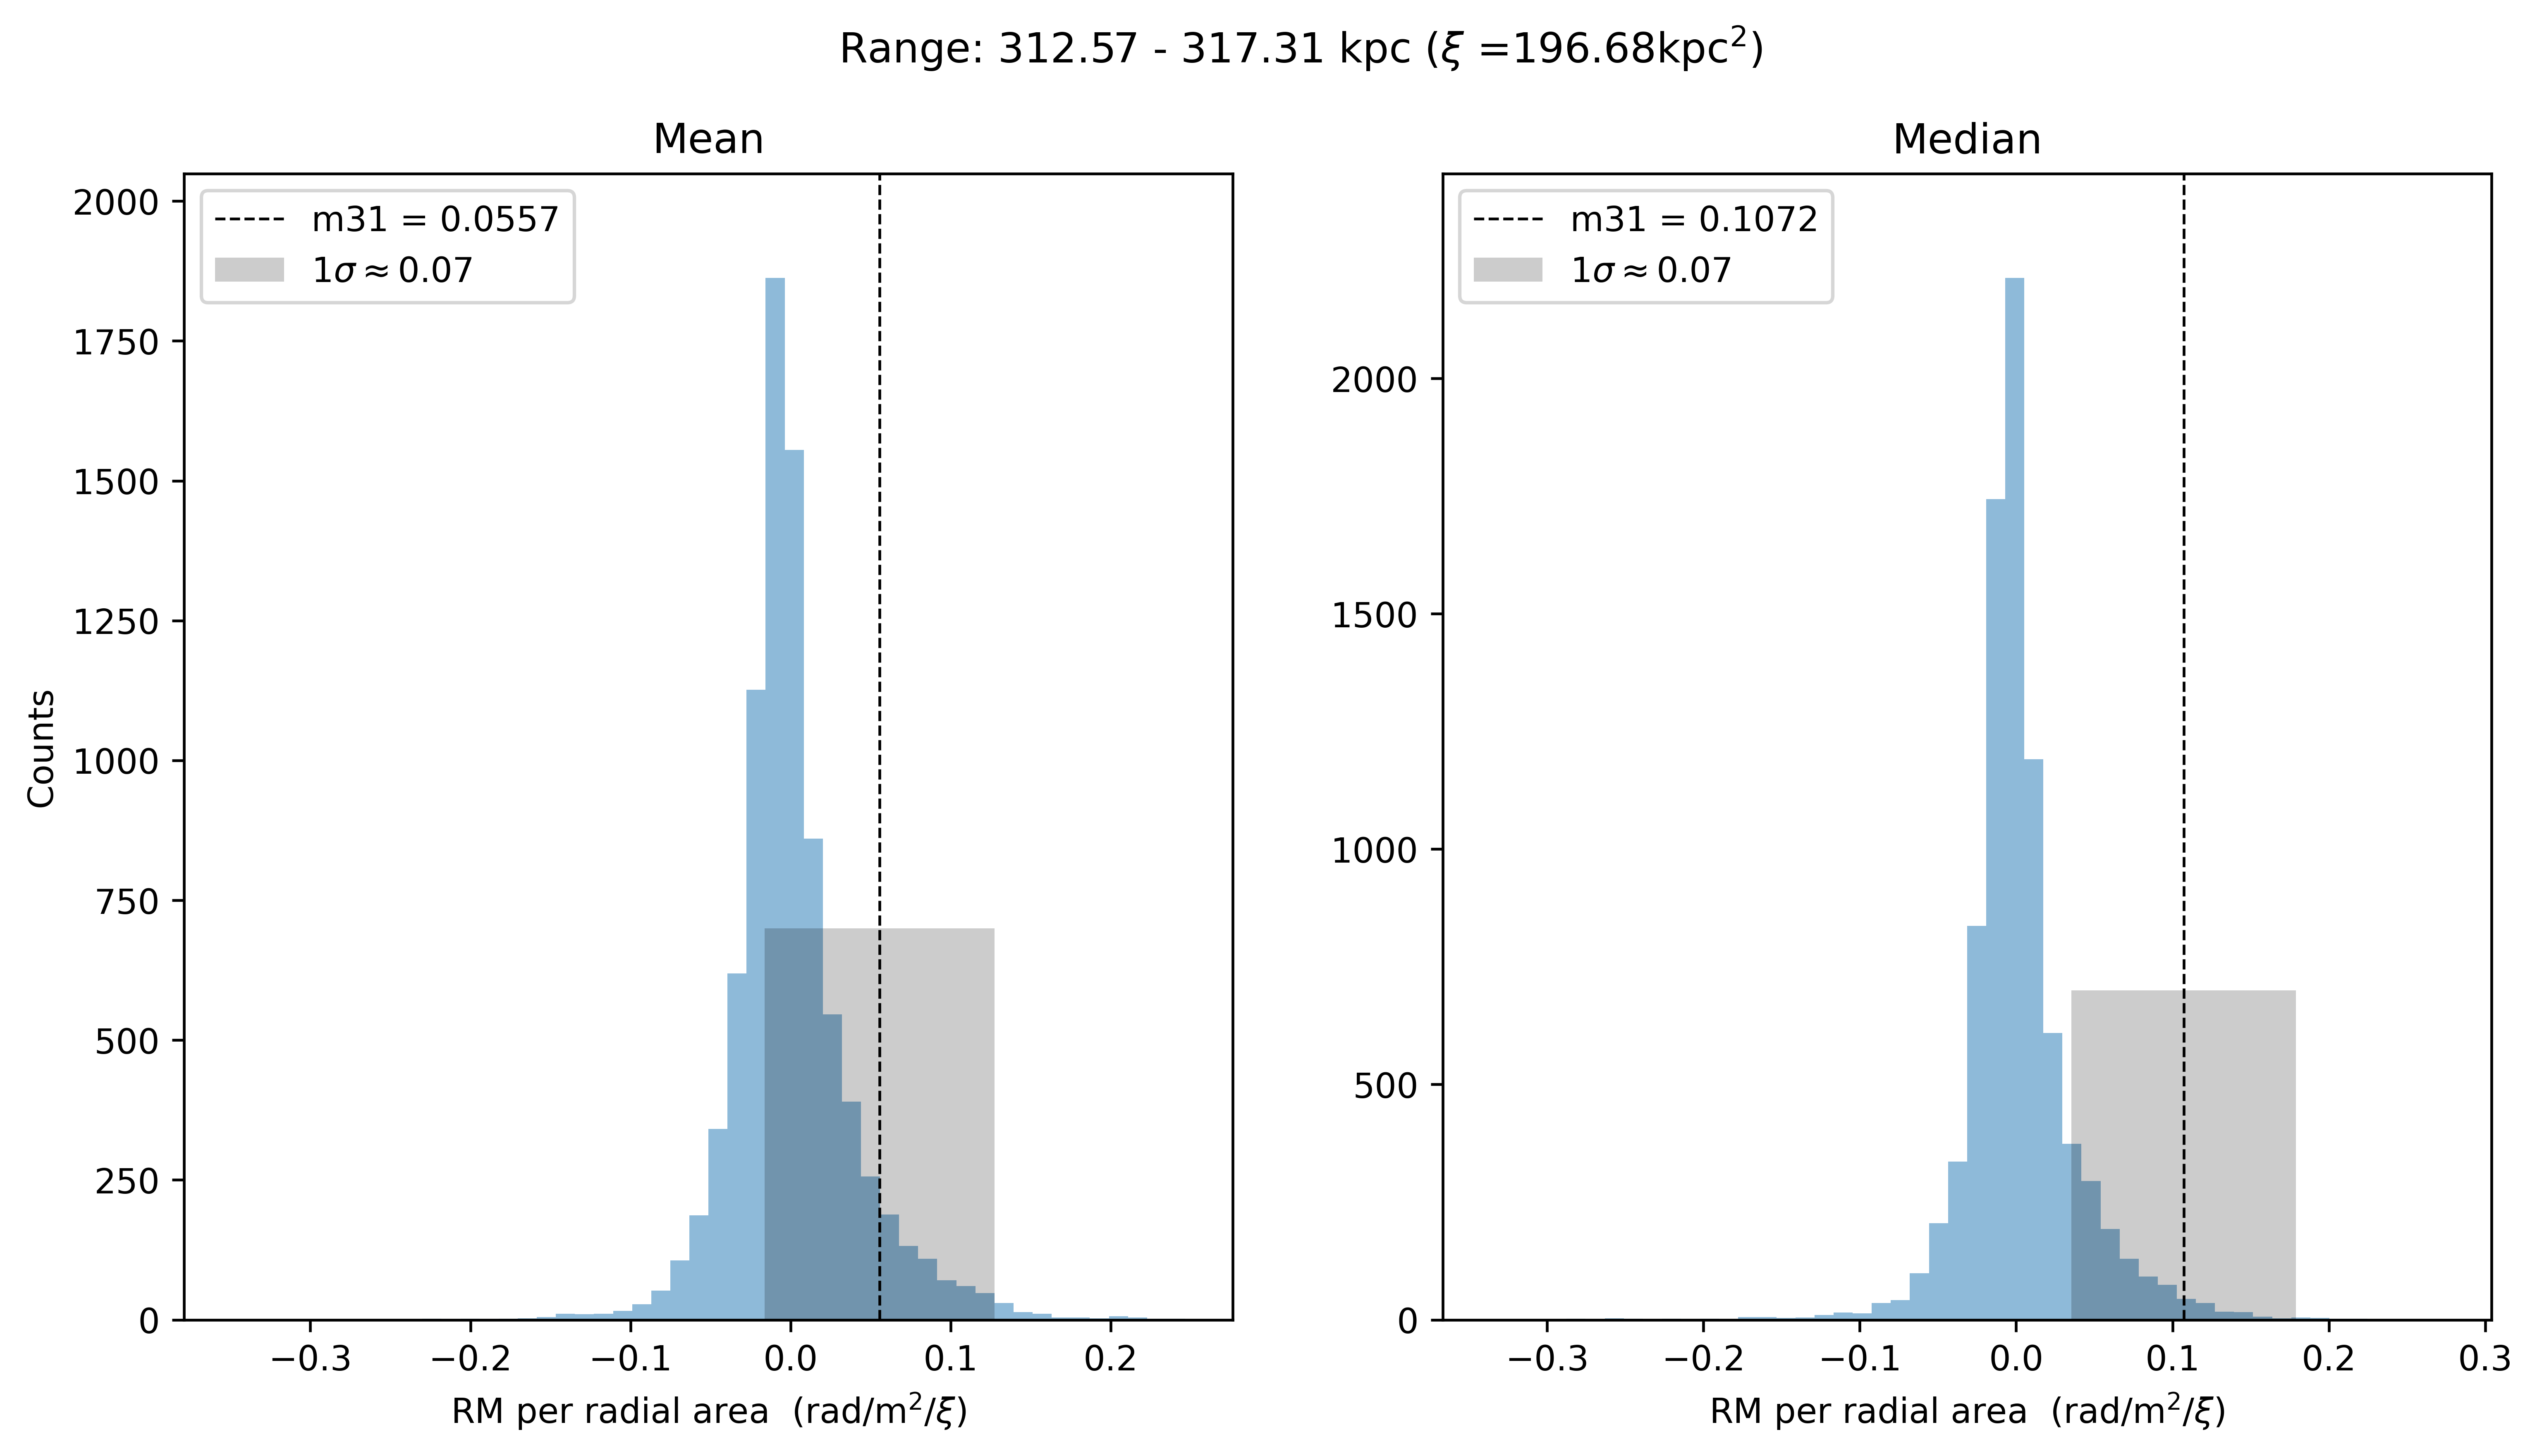 Range: 312.57 - 317.31 kpc (ξ =196.68kpc²)
Mean
m31 = 0.0557
1σ≈0.07
2000
1750
1500
1250
1000
750
500
250
0
Counts
−0.3 −0.2 −0.1 0.0 0.1 0.2
RM per radial area (rad/m²/ξ)
Median
m31 = 0.1072
1σ≈0.07
2000
1500
1000
500
0
−0.3 −0.2 −0.1 0.0 0.1 0.2 0.3
RM per radial area (rad/m²/ξ)